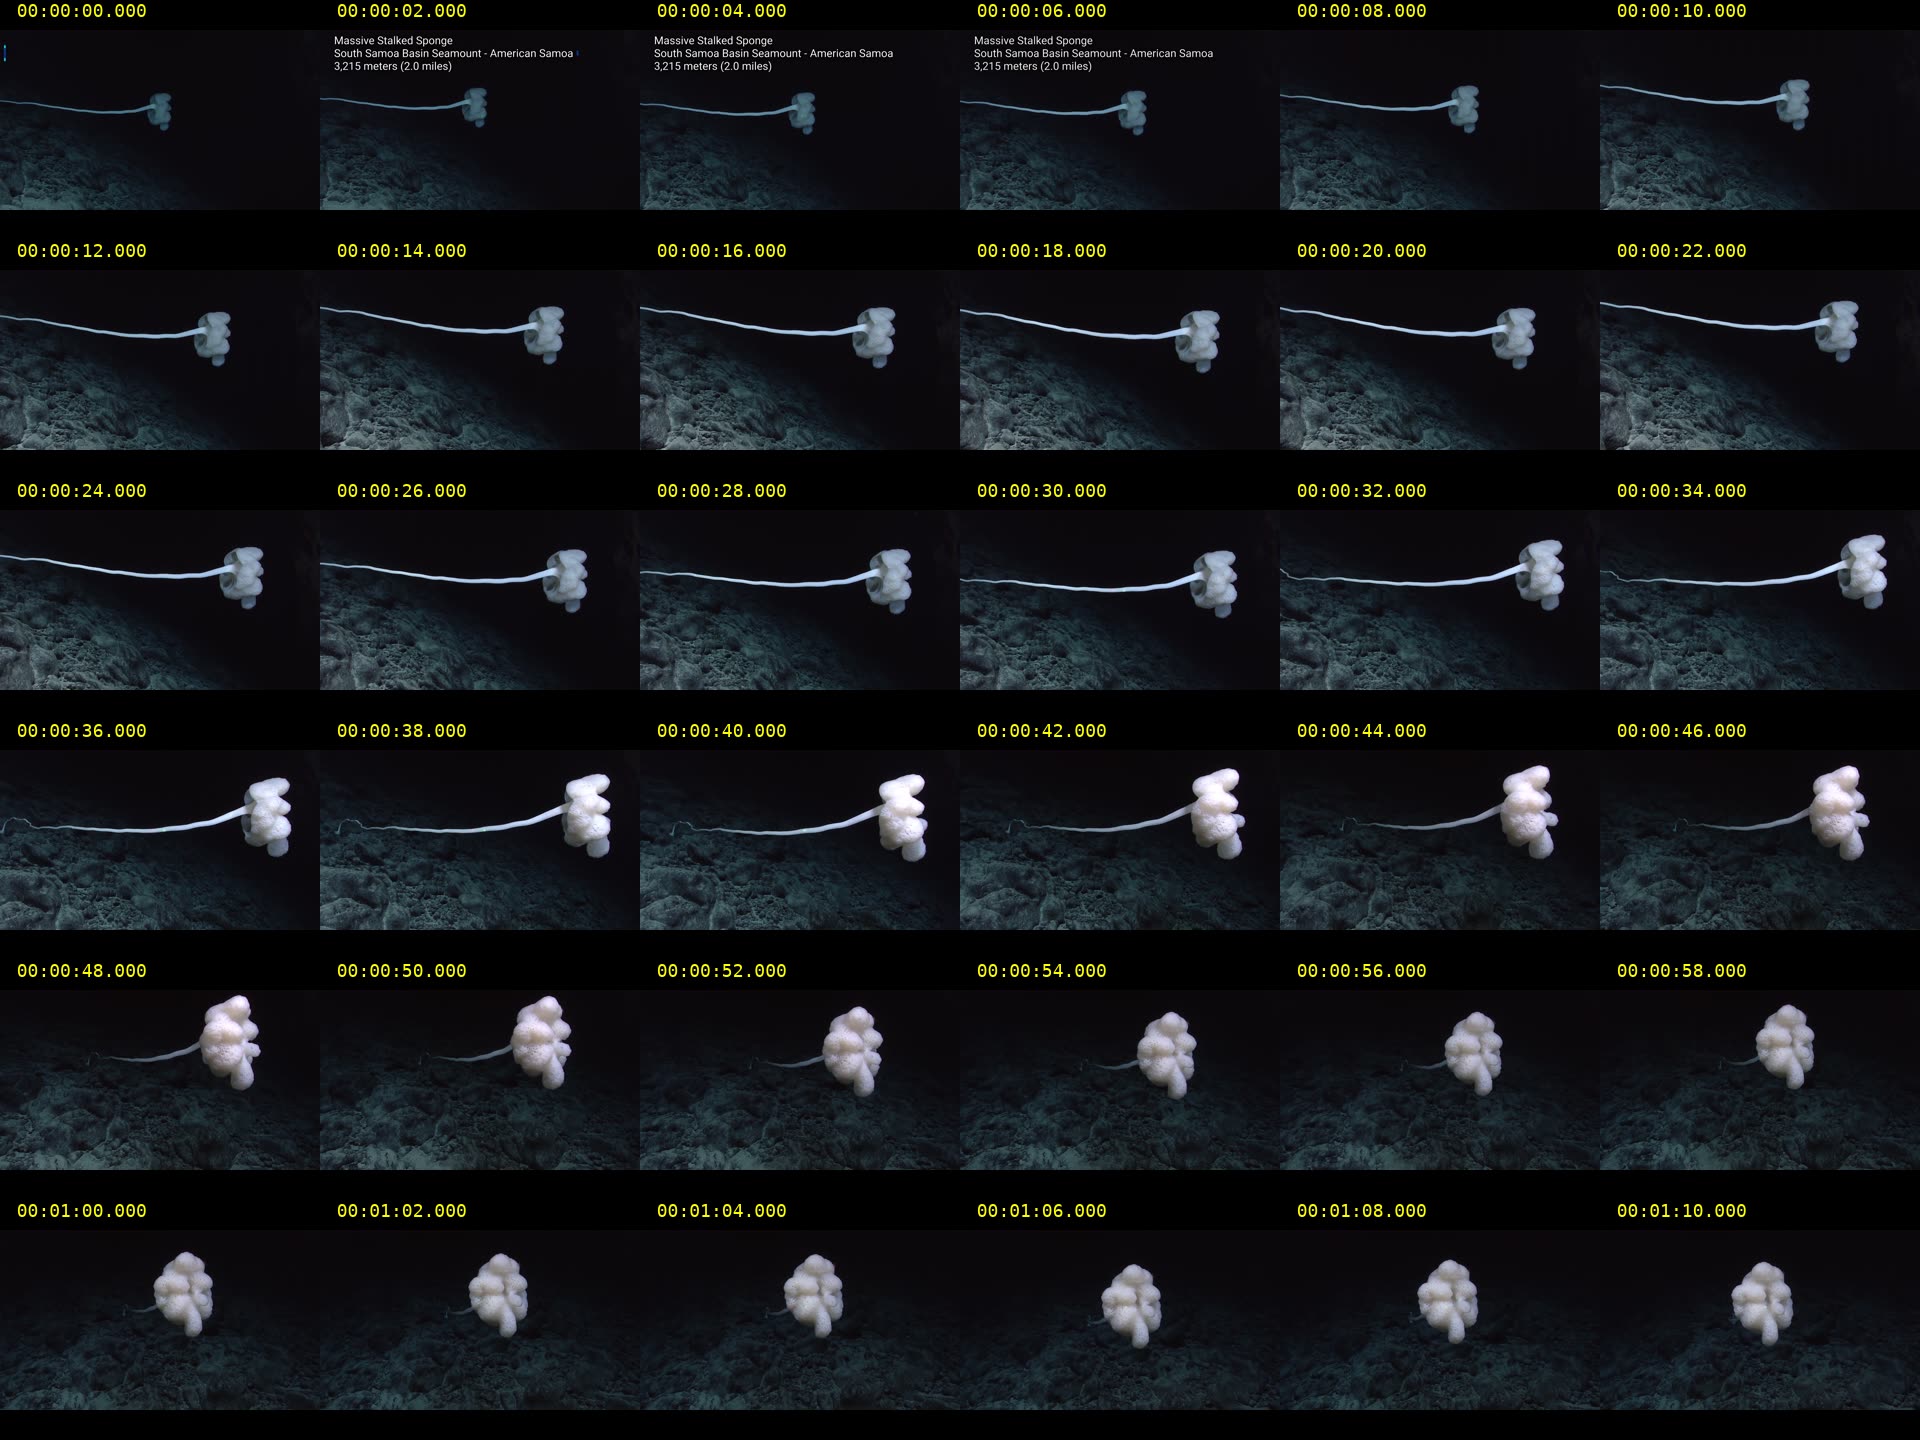 00:00:00.000 00:00:02.000 00:00:04.000 00:00:06.000 00:00:08.000 00:00:10.000
Massive Stalked Sponge
South Samoa Basin Seamount - American Samoa
3,215 meters (2.0 miles)
Massive Stalked Sponge
South Samoa Basin Seamount - American Samoa
3,215 meters (2.0 miles)
Massive Stalked Sponge
South Samoa Basin Seamount - American Samoa
3,215 meters (2.0 miles)
00:00:12.000 00:00:14.000 00:00:16.000 00:00:18.000 00:00:20.000 00:00:22.000
00:00:24.000 00:00:26.000 00:00:28.000 00:00:30.000 00:00:32.000 00:00:34.000
00:00:36.000 00:00:38.000 00:00:40.000 00:00:42.000 00:00:44.000 00:00:46.000
00:00:48.000 00:00:50.000 00:00:52.000 00:00:54.000 00:00:56.000 00:00:58.000
00:01:00.000 00:01:02.000 00:01:04.000 00:01:06.000 00:01:08.000 00:01:10.000